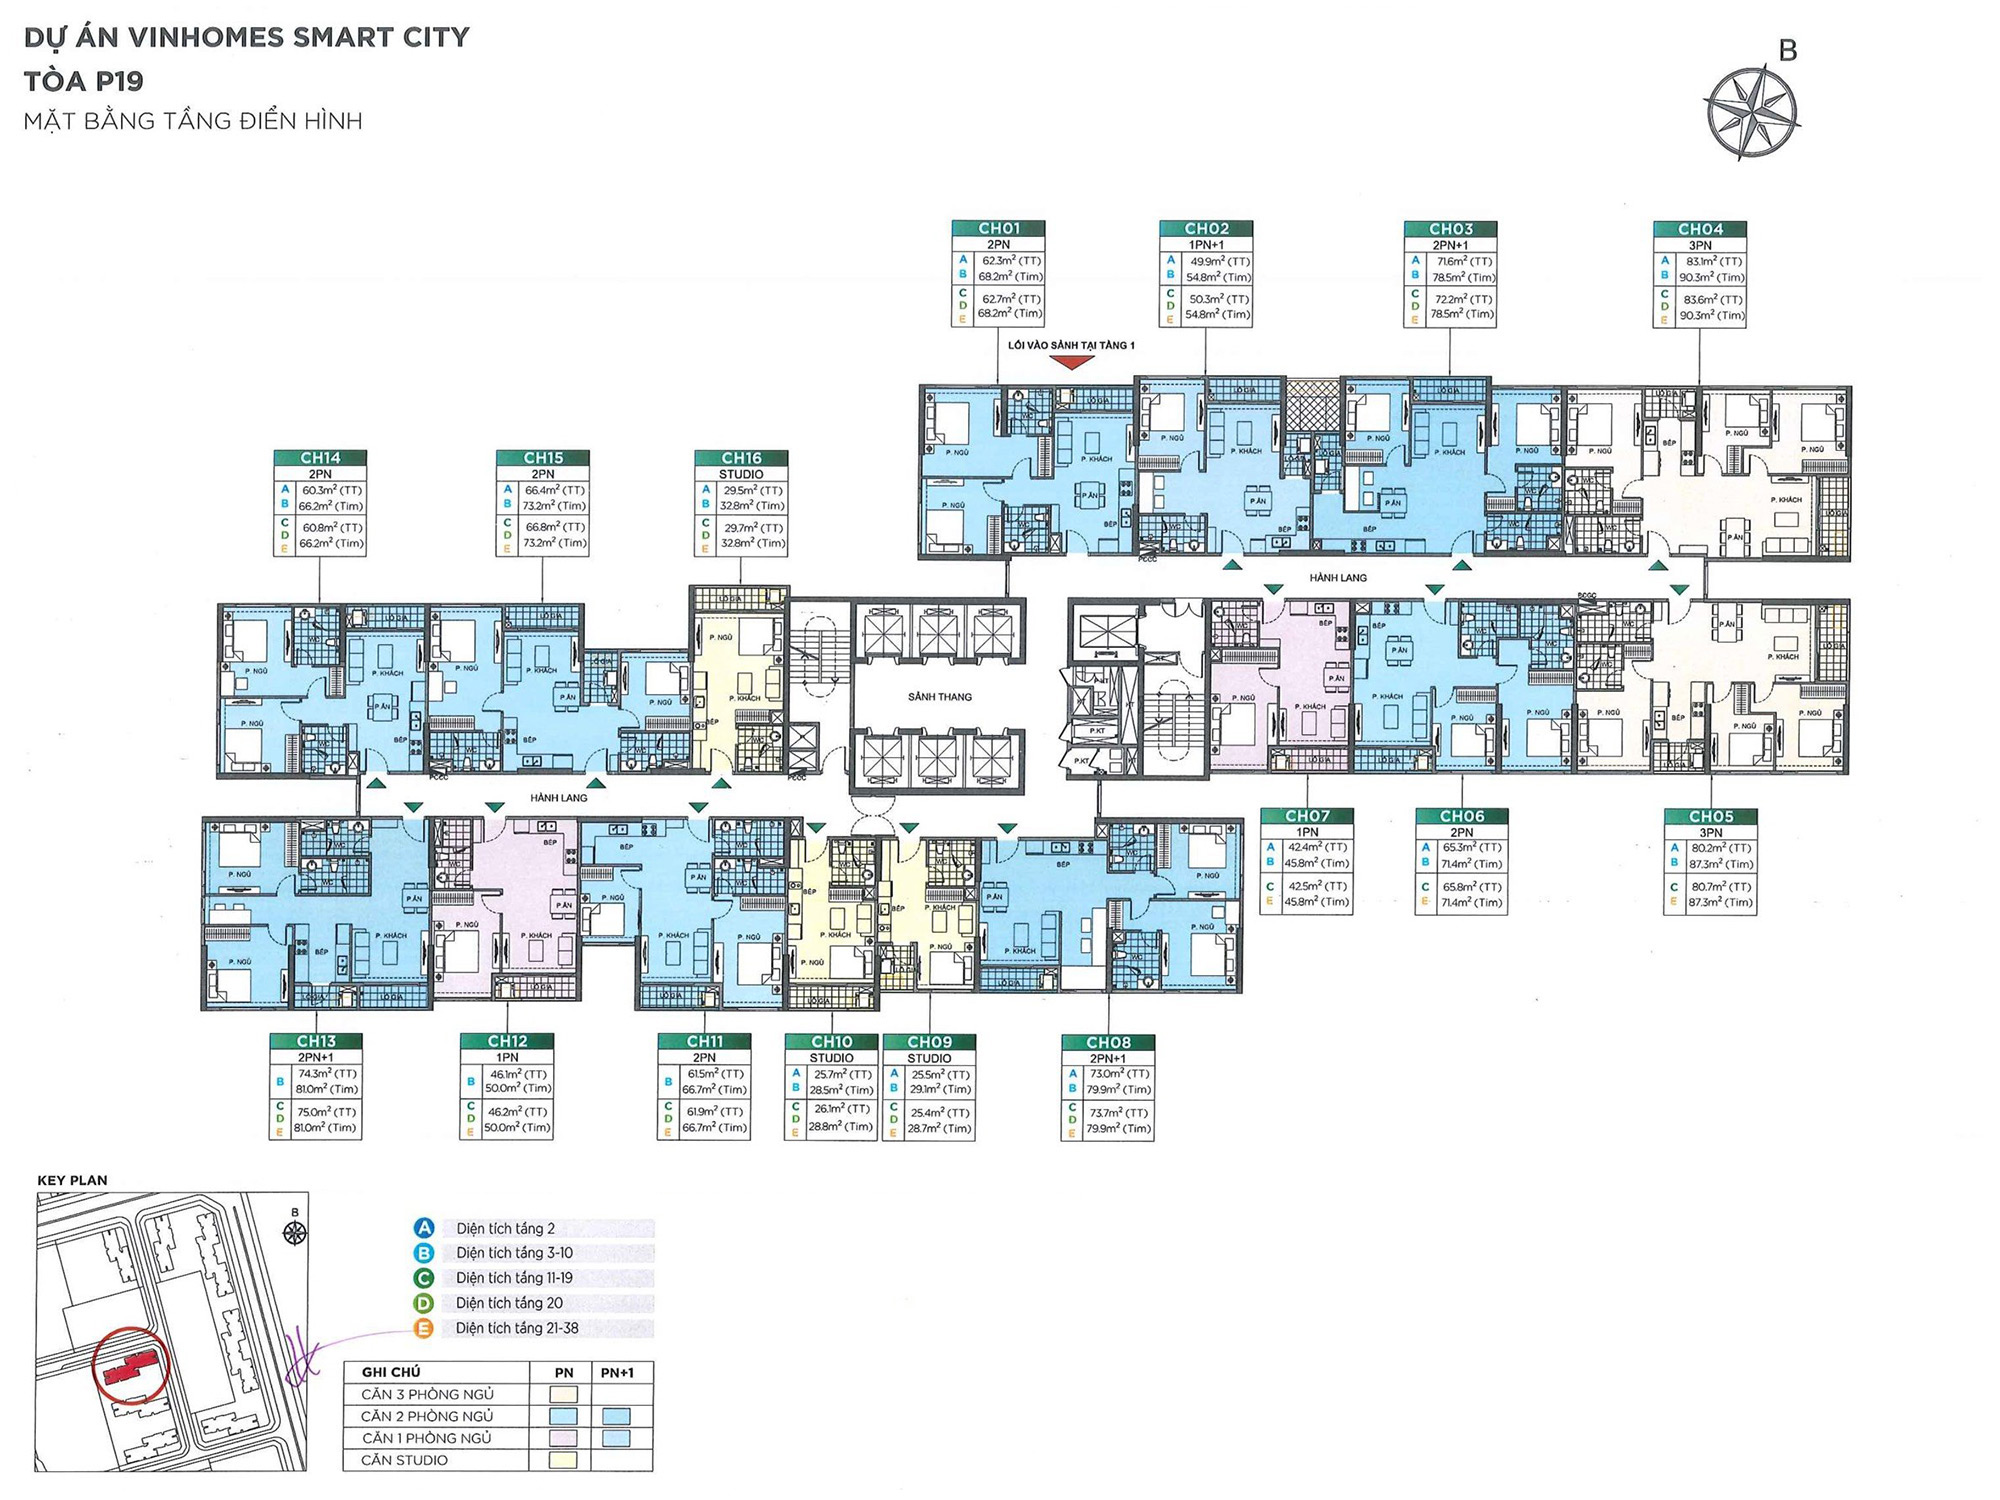 DỰ ÁN VINHOMES SMART CITY
TÒA P19
MẶT BẰNG TẦNG ĐIỂN HÌNH
B
CH01
2PN
A 62.3m² (TT)
B 68.2m² (Tim)
C D E 62.7m² (TT)
68.2m² (Tim)
CH02
1PN+1
A 49.9m² (TT)
B 54.8m² (Tim)
C D E 50.3m² (TT)
54.8m² (Tim)
CH03
2PN+1
A 71.6m² (TT)
B 78.5m² (Tim)
C D E 72.2m² (TT)
78.5m² (Tim)
CH04
3PN
A 83.1m² (TT)
B 90.3m² (Tim)
C D E 83.6m² (TT)
90.3m² (Tim)
LỐI VÀO SẢNH TẠI TẦNG 1
CH14
2PN
A 60.3m² (TT)
B 66.2m² (Tim)
C D E 60.8m² (TT)
66.2m² (Tim)
CH15
2PN
A 66.4m² (TT)
B 73.2m² (Tim)
C D E 66.8m² (TT)
73.2m² (Tim)
CH16
STUDIO
A 29.5m² (TT)
B 32.8m² (Tim)
C D E 29.7m² (TT)
32.8m² (Tim)
P. NGỦ
WC
LÔ GIA
P. KHÁCH
P.ĂN
BẾP
PCCC
HÀNH LANG
SẢNH THANG
P.KT
HÀNH LANG
CH07
1PN
A 42.4m² (TT)
B 45.8m² (Tim)
C 42.5m² (TT)
E 45.8m² (Tim)
CH06
2PN
A 65.3m² (TT)
B 71.4m² (Tim)
C 65.8m² (TT)
E 71.4m² (Tim)
CH05
3PN
A 80.2m² (TT)
B 87.3m² (Tim)
C 80.7m² (TT)
E 87.3m² (Tim)
CH13
2PN+1
B 74.3m² (TT)
81.0m² (Tim)
C D E 75.0m² (TT)
81.0m² (Tim)
CH12
1PN
B 46.1m² (TT)
50.0m² (Tim)
C D E 46.2m² (TT)
50.0m² (Tim)
CH11
2PN
B 61.5m² (TT)
66.7m² (Tim)
C D E 61.9m² (TT)
66.7m² (Tim)
CH10
STUDIO
A 25.7m² (TT)
B 28.5m² (Tim)
C D E 26.1m² (TT)
28.8m² (Tim)
CH09
STUDIO
A 25.5m² (TT)
B 29.1m² (Tim)
C D E 25.4m² (TT)
28.7m² (Tim)
CH08
2PN+1
A 73.0m² (TT)
B 79.9m² (Tim)
C D E 73.7m² (TT)
79.9m² (Tim)
KEY PLAN
B
A Diện tích tầng 2
B Diện tích tầng 3-10
C Diện tích tầng 11-19
D Diện tích tầng 20
E Diện tích tầng 21-38
GHI CHÚ PN PN+1
CĂN 3 PHÒNG NGỦ
CĂN 2 PHÒNG NGỦ
CĂN 1 PHÒNG NGỦ
CĂN STUDIO